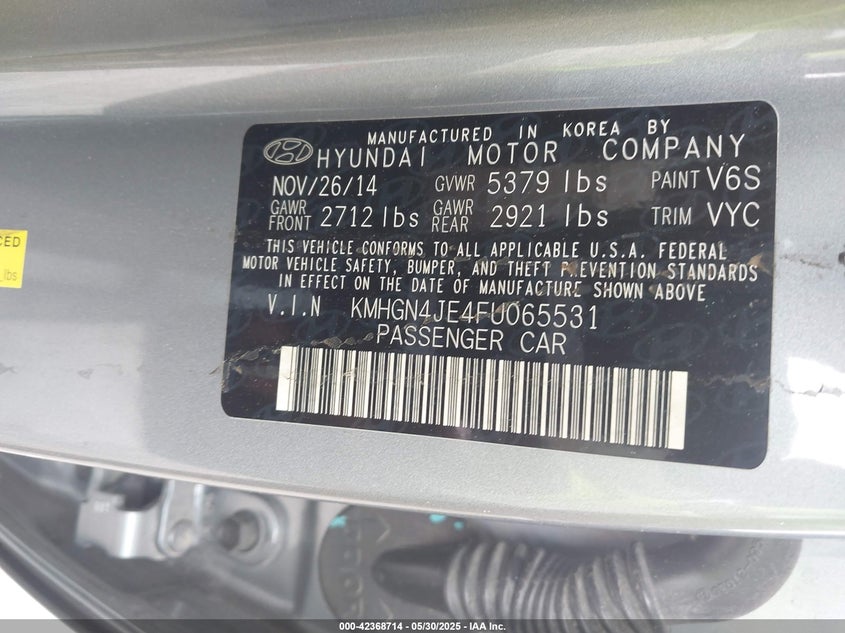 MANUFACTURED IN KOREA BY
HYUNDAI MOTOR COMPANY
NOV/26/14 GVWR 5379 lbs PAINT V6S
GAWR FRONT 2712 lbs GAWR REAR 2921 lbs TRIM VYC
THIS VEHICLE CONFORMS TO ALL APPLICABLE U.S.A. FEDERAL
MOTOR VEHICLE SAFETY, BUMPER, AND THEFT PREVENTION STANDARDS
IN EFFECT ON THE DATE OF MANUFACTURE SHOWN ABOVE
V.I.N KMHGN4JE4FU065531
PASSENGER CAR
CED
lbs
000-42368714 - 05/30/2025 - IAA Inc.